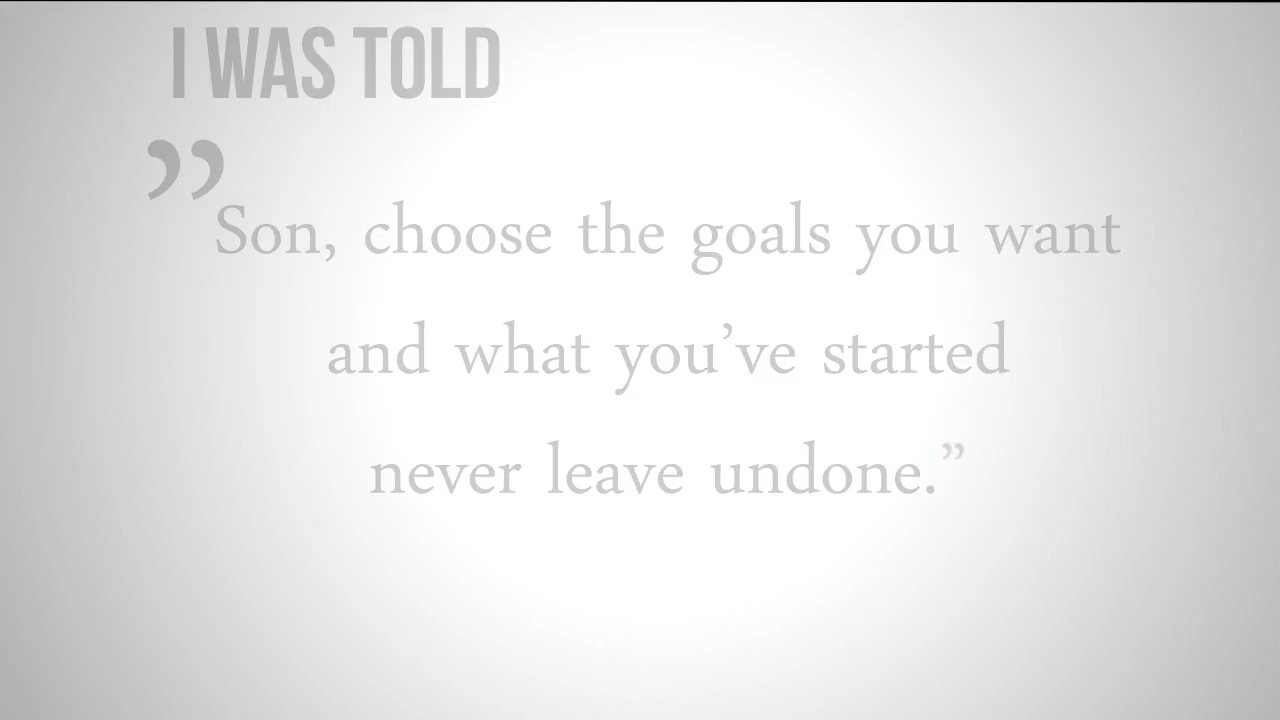 I WAS TOLD
”Son, choose the goals you want
and what you’ve started
never leave undone.”